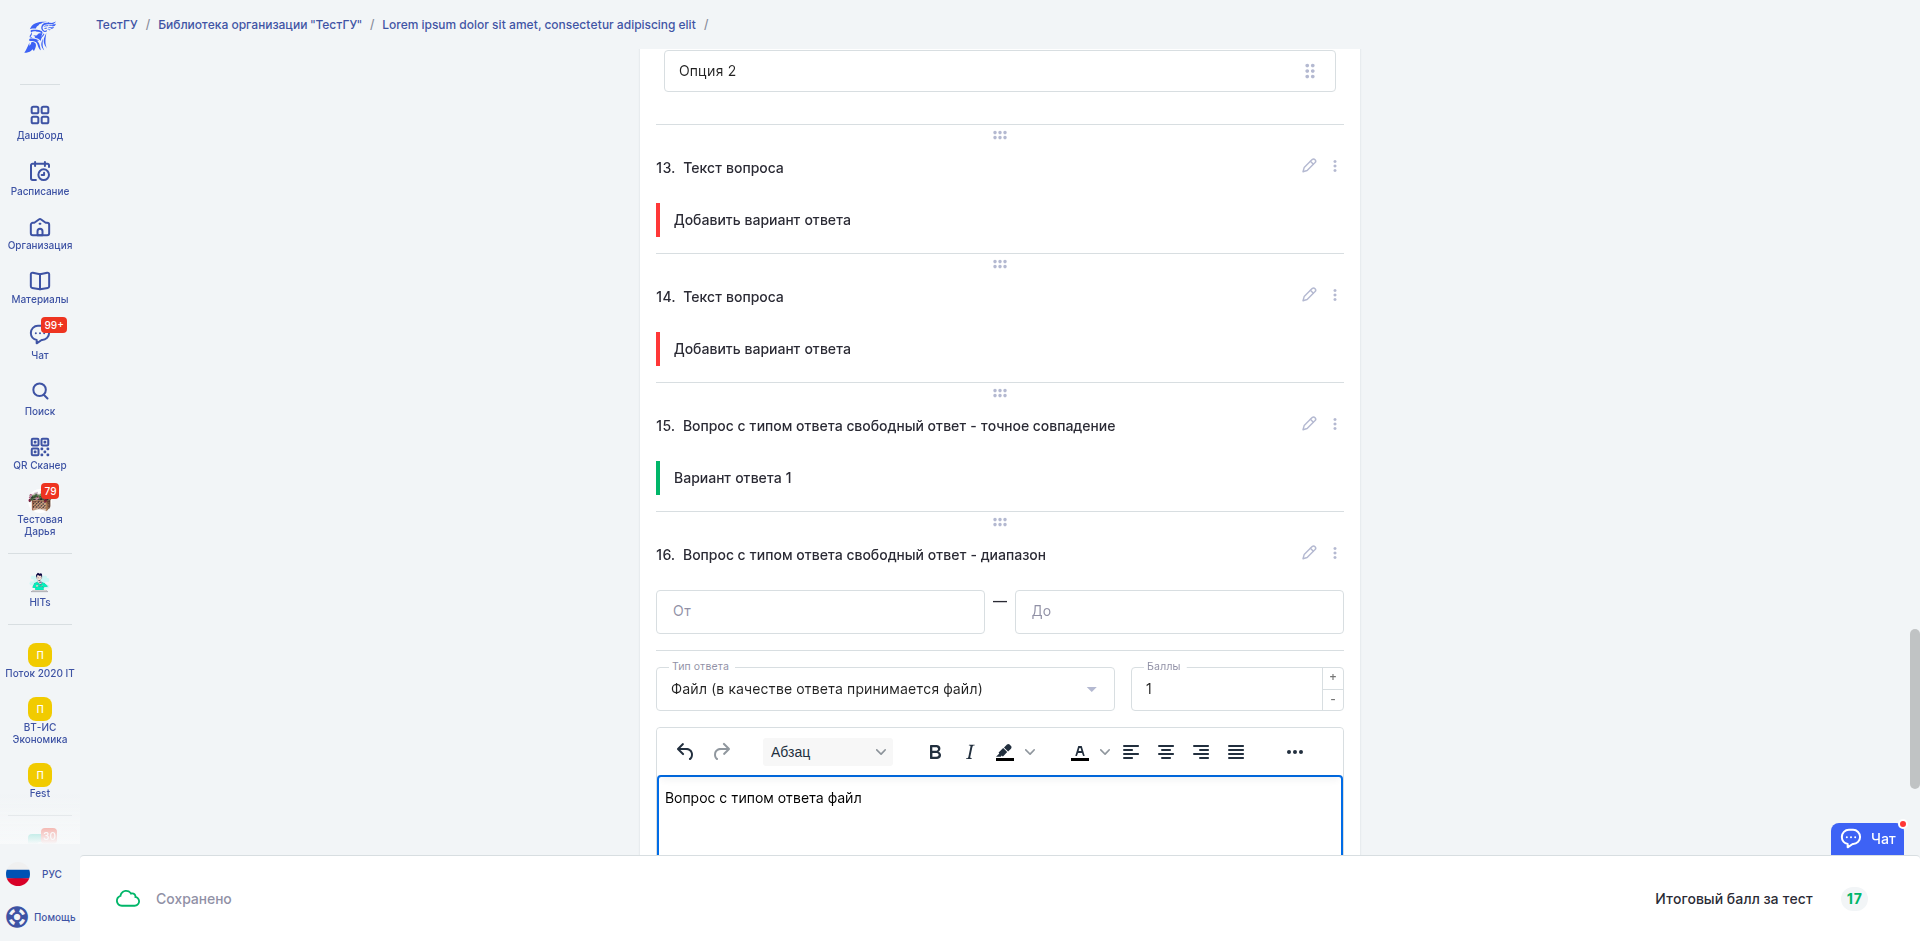 ТестГУ / Библиотека организации "ТестГУ" / Lorem ipsum dolor sit amet, consectetur adipiscing elit /
Дашборд
Расписание
Организация
Материалы
99+
Чат
Поиск
QR Сканер
79
Тестовая
Дарья
HITs
П
Поток 2020 IT
П
ВТ-ИС
Экономика
П
Fest
30
РУС
Помощь
Опция 2
13. Текст вопроса
Добавить вариант ответа
14. Текст вопроса
Добавить вариант ответа
15. Вопрос с типом ответа свободный ответ - точное совпадение
Вариант ответа 1
16. Вопрос с типом ответа свободный ответ - диапазон
От — До
Тип ответа
Файл (в качестве ответа принимается файл)
Баллы
1
+
-
Абзац B I A
Вопрос с типом ответа файл
Чат
Сохранено
Итоговый балл за тест 17